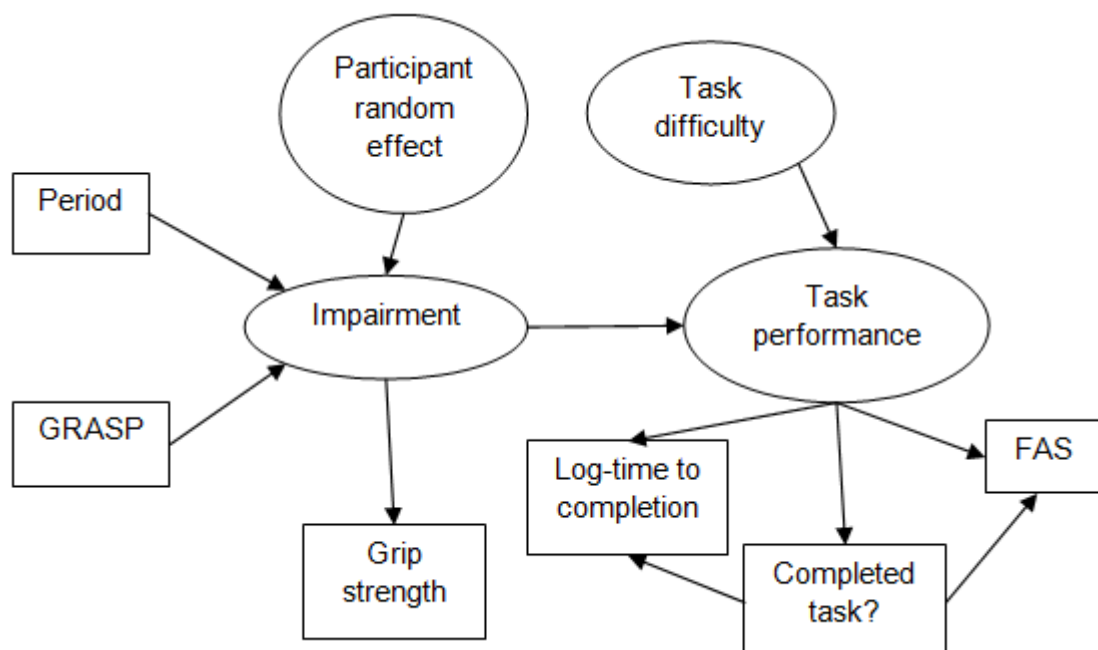 Participant
random
effect
Task
difficulty
Period
Impairment
Task
performance
GRASP
Log-time to
completion
FAS
Grip
strength
Completed
task?